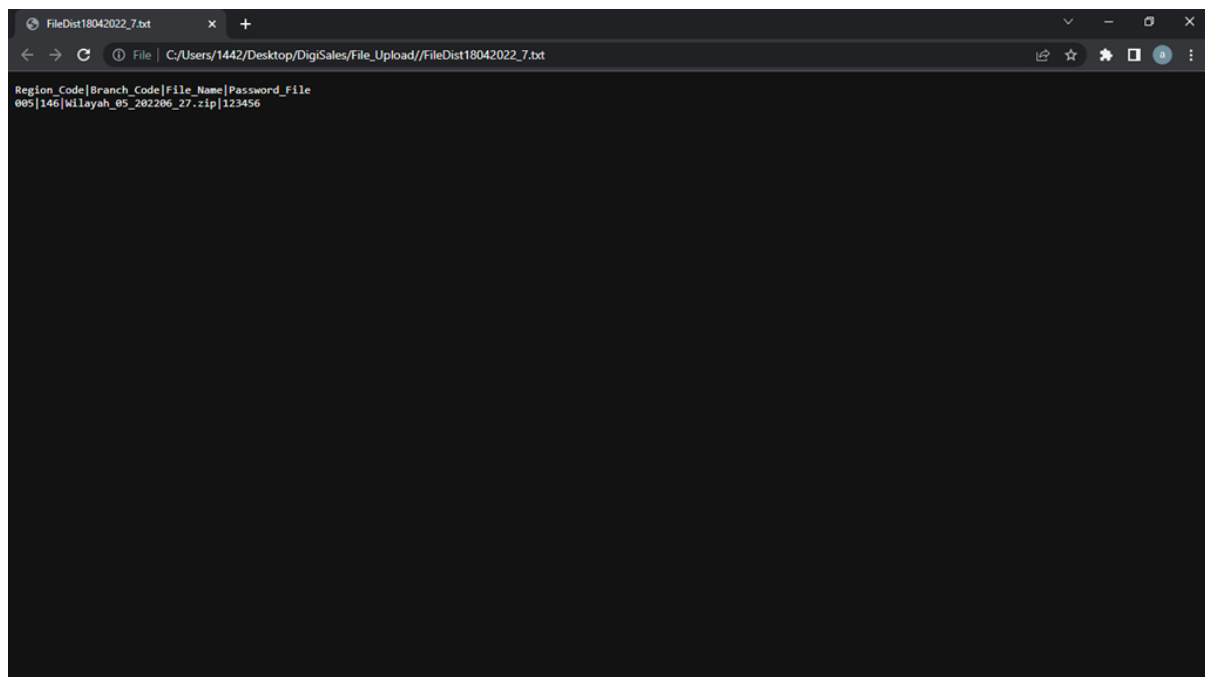 FileDist18042022_7.txt
File | C:/Users/1442/Desktop/DigiSales/File_Upload//FileDist18042022_7.txt
a
Region_Code|Branch_Code|File_Name|Password_File
005|146|Wilayah_05_202206_27.zip|123456